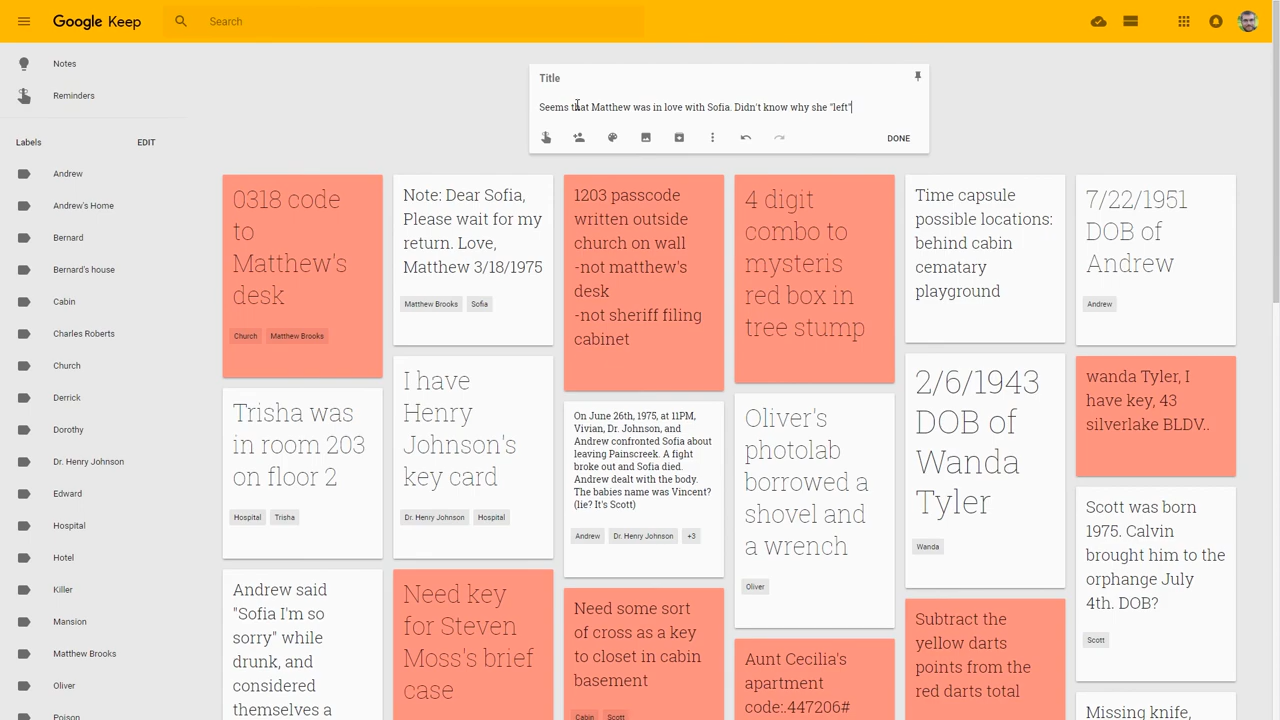 Google Keep
Search
Notes
Reminders
Labels
EDIT
Andrew
Andrew's Home
Bernard
Bernard's house
Cabin
Charles Roberts
Church
Derrick
Dorothy
Dr. Henry Johnson
Edward
Hospital
Hotel
Killer
Mansion
Matthew Brooks
Oliver
Poison
Title
Seems that Matthew was in love with Sofia. Didn't know why she "left"
DONE
0318 code
to
Matthew's
desk
Church
Matthew Brooks
Trisha was
in room 203
on floor 2
Hospital
Trisha
Andrew said
"Sofia I'm so
sorry" while
drunk, and
considered
themselves a
Note: Dear Sofia,
Please wait for my
return. Love,
Matthew 3/18/1975
Matthew Brooks
Sofia
I have
Henry
Johnson's
key card
Dr. Henry Johnson
Hospital
Need key
for Steven
Moss's brief
case
1203 passcode
written outside
church on wall
-not matthew's
desk
-not sheriff filing
cabinet
On June 26th, 1975, at 11PM,
Vivian, Dr. Johnson, and
Andrew confronted Sofia about
leaving Painscreek. A fight
broke out and Sofia died.
Andrew dealt with the body.
The babies name was Vincent?
(lie? It's Scott)
Andrew
Dr. Henry Johnson
+3
Need some sort
of cross as a key
to closet in cabin
basement
Cabin
Scott
4 digit
combo to
mysteris
red box in
tree stump
Oliver's
photolab
borrowed a
shovel and
a wrench
Oliver
Aunt Cecilia's
apartment
code:.447206#
Time capsule
possible locations:
behind cabin
cematary
playground
2/6/1943
DOB of
Wanda
Tyler
Wanda
Subtract the
yellow darts
points from the
red darts total
7/22/1951
DOB of
Andrew
Andrew
wanda Tyler, I
have key, 43
silverlake BLDV..
Scott was born
1975. Calvin
brought him to the
orphange July
4th. DOB?
Scott
Missing knife,